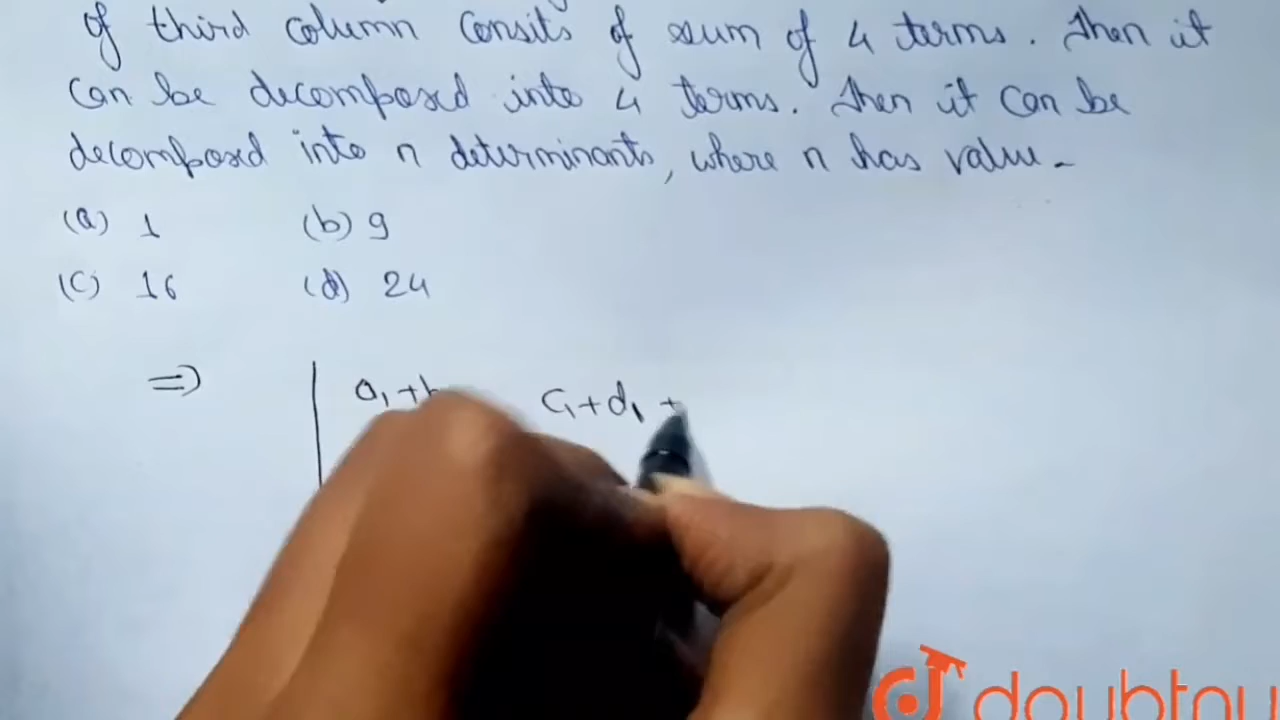 of third column consits of sum of 4 terms. Then it
can be decomposed into 4 terms. Then it can be
decomposed into n determinants, where n has value -
(a) 1 (b) 9
(c) 16 (d) 24
⇒ a₁+b c₁+d₁ +
doubtnu